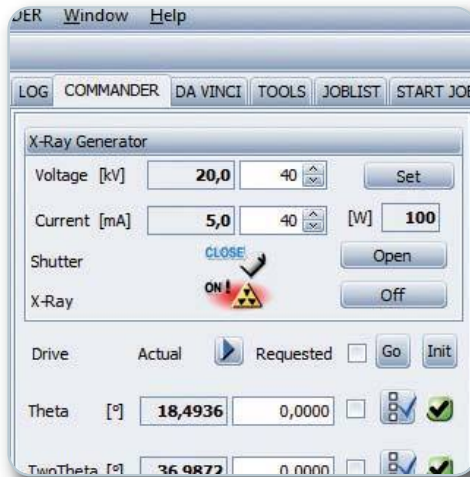 DER Window Help
LOG COMMANDER DA VINCI TOOLS JOBLIST START JOB
X-Ray Generator
Voltage [kV] 20,0 40 Set
Current [mA] 5,0 40 [W] 100
Shutter CLOSE Open
X-Ray ON ! Off
Drive Actual Requested Go Init
Theta [º] 18,4936 0,0000
TwoTheta [º] 36,9872 0,0000